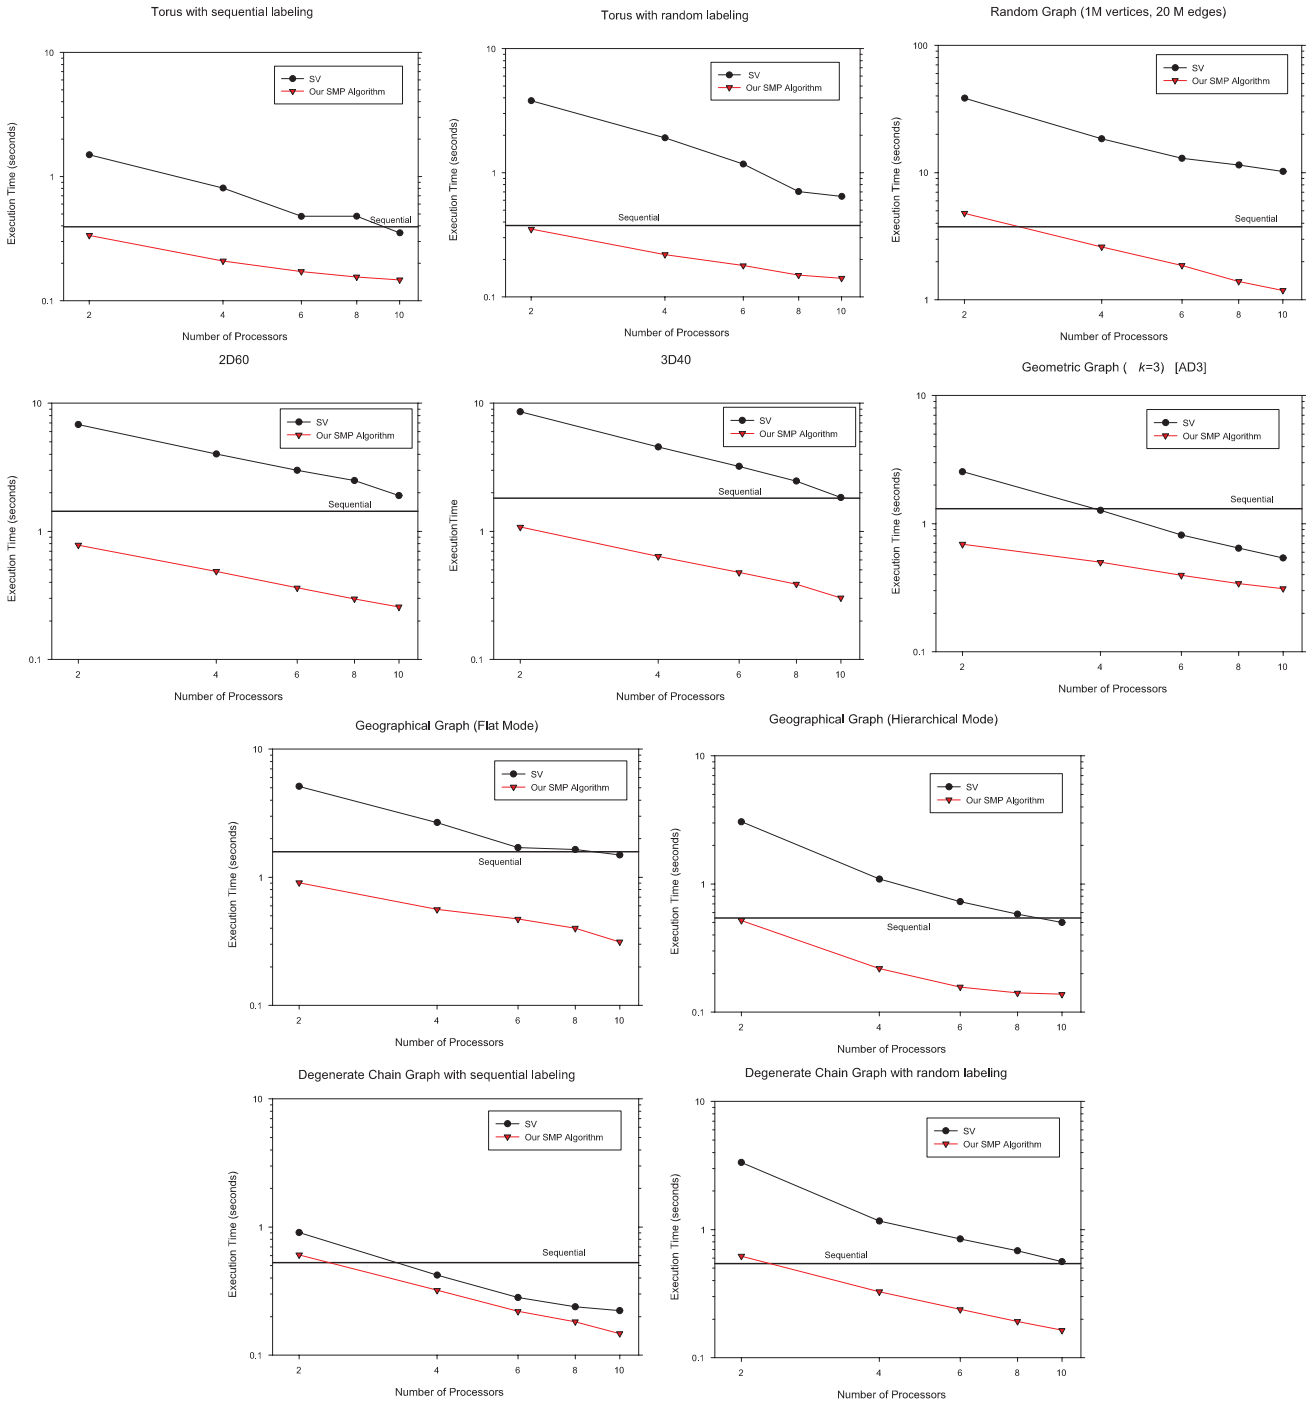 Torus with sequential labeling
10
1
0.1
Execution Time (seconds)
SV
Our SMP Algorithm
Sequential
2 4 6 8 10
Number of Processors
Torus with random labeling
10
1
0.1
Execution Time (seconds)
SV
Our SMP Algorithm
Sequential
2 4 6 8 10
Number of Processors
Random Graph (1M vertices, 20 M edges)
100
10
1
Execution Time (seconds)
SV
Our SMP Algorithm
Sequential
2 4 6 8 10
Number of Processors
2D60
10
1
0.1
Execution Time (seconds)
SV
Our SMP Algorithm
Sequential
2 4 6 8 10
Number of Processors
3D40
10
1
0.1
ExecutionTime
SV
Our SMP Algorithm
Sequential
2 4 6 8 10
Number of Processors
Geometric Graph ( k=3) [AD3]
10
1
0.1
Execution Time (seconds)
SV
Our SMP Algorithm
Sequential
2 4 6 8 10
Number of Processors
Geographical Graph (Flat Mode)
10
1
0.1
Execution Time (seconds)
SV
Our SMP Algorithm
Sequential
2 4 6 8 10
Number of Processors
Geographical Graph (Hierarchical Mode)
10
1
0.1
Execution Time (seconds)
SV
Our SMP Algorithm
Sequential
2 4 6 8 10
Number of Processors
Degenerate Chain Graph with sequential labeling
10
1
0.1
Execution Time (seconds)
SV
Our SMP Algorithm
Sequential
2 4 6 8 10
Number of Processors
Degenerate Chain Graph with random labeling
10
1
0.1
Execution Time (seconds)
SV
Our SMP Algorithm
Sequential
2 4 6 8 10
Number of Processors